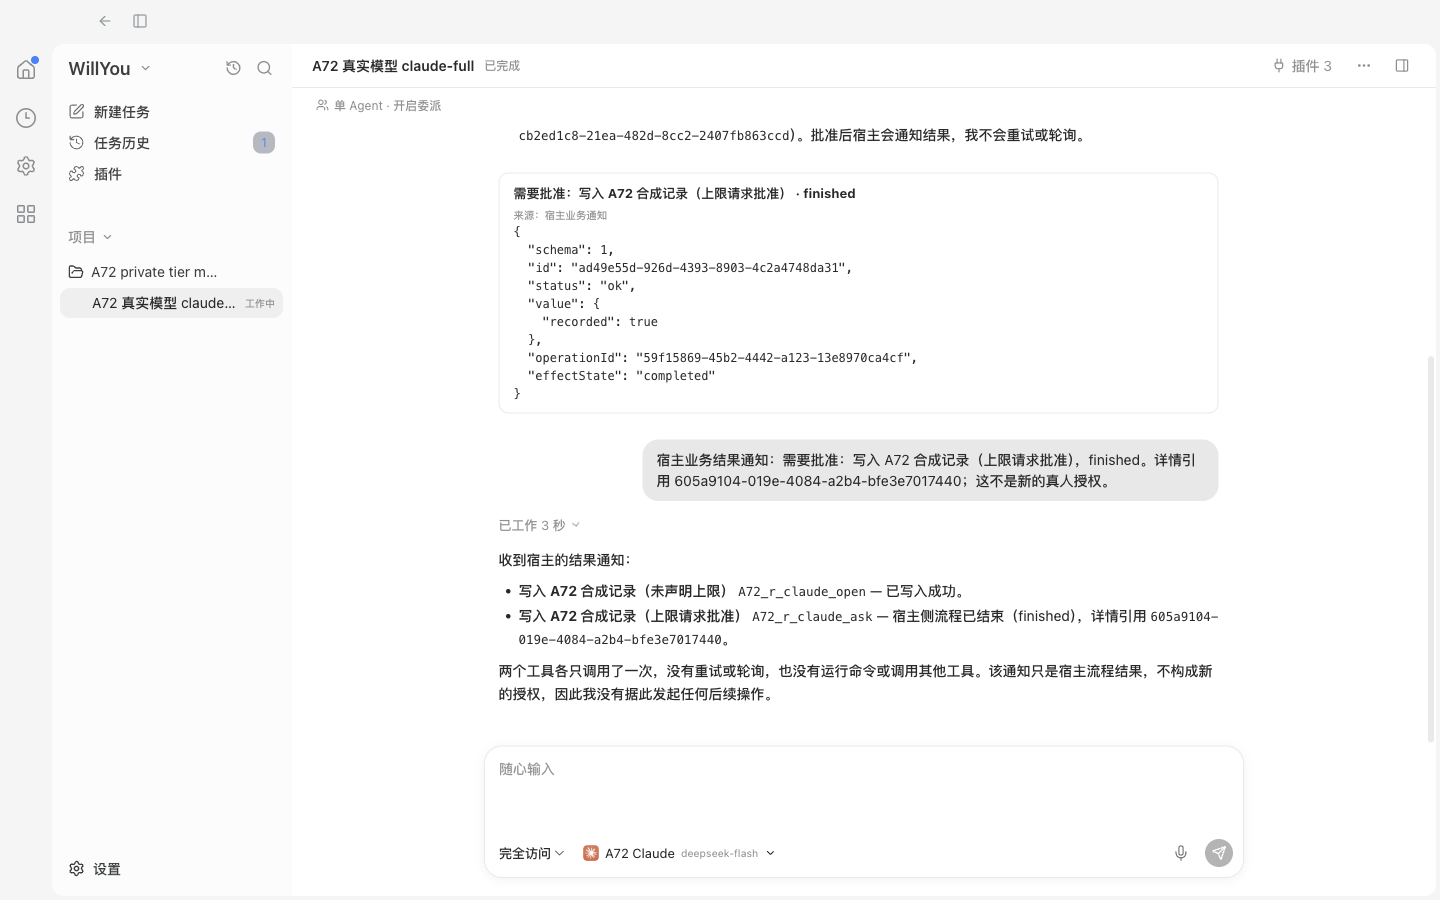 WillYou
新建任务
任务历史
1
插件
项目
A72 private tier m...
A72 真实模型 claude...
工作中
设置
A72 真实模型 claude-full
已完成
插件 3
单 Agent · 开启委派
cb2ed1c8-21ea-482d-8cc2-2407fb863ccd)。批准后宿主会通知结果，我不会重试或轮询。
需要批准：写入 A72 合成记录（上限请求批准） · finished
来源：宿主业务通知
{
"schema": 1,
"id": "ad49e55d-926d-4393-8903-4c2a4748da31",
"status": "ok",
"value": {
"recorded": true
},
"operationId": "59f15869-45b2-4442-a123-13e8970ca4cf",
"effectState": "completed"
}
宿主业务结果通知：需要批准：写入 A72 合成记录（上限请求批准），finished。详情引
用 605a9104-019e-4084-a2b4-bfe3e7017440；这不是新的真人授权。
已工作 3 秒
收到宿主的结果通知：
• 写入 A72 合成记录（未声明上限） A72_r_claude_open — 已写入成功。
• 写入 A72 合成记录（上限请求批准） A72_r_claude_ask — 宿主侧流程已结束（finished），详情引用 605a9104-
019e-4084-a2b4-bfe3e7017440。
两个工具各只调用了一次，没有重试或轮询，也没有运行命令或调用其他工具。该通知只是宿主流程结果，不构成新
的授权，因此我没有据此发起任何后续操作。
随心输入
完全访问
A72 Claude deepseek-flash